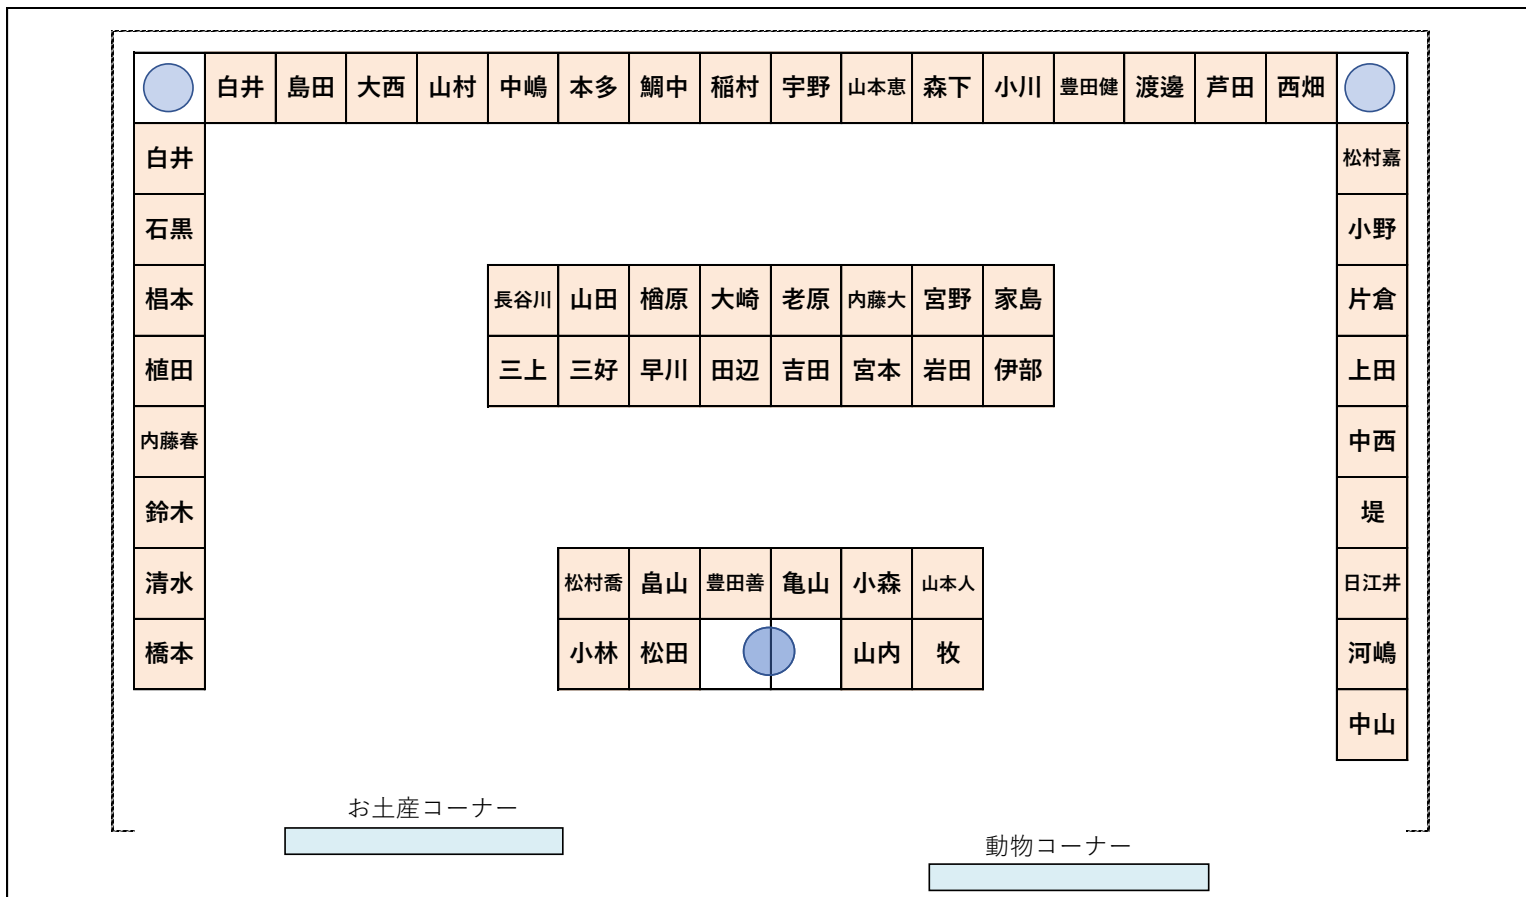 白井 島田 大西 山村 中嶋 本多 鯛中 稲村 宇野 山本恵 森下 小川 豊田健 渡邊 芦田 西畑
白井 松村嘉
石黒 小野
椙本 長谷川 山田 楢原 大崎 老原 内藤大 宮野 家島 片倉
植田 三上 三好 早川 田辺 吉田 宮本 岩田 伊部 上田
内藤春 中西
鈴木 堤
清水 松村喬 畠山 豊田善 亀山 小森 山本人 日江井
橋本 小林 松田 山内 牧 河嶋
中山
お土産コーナー
動物コーナー